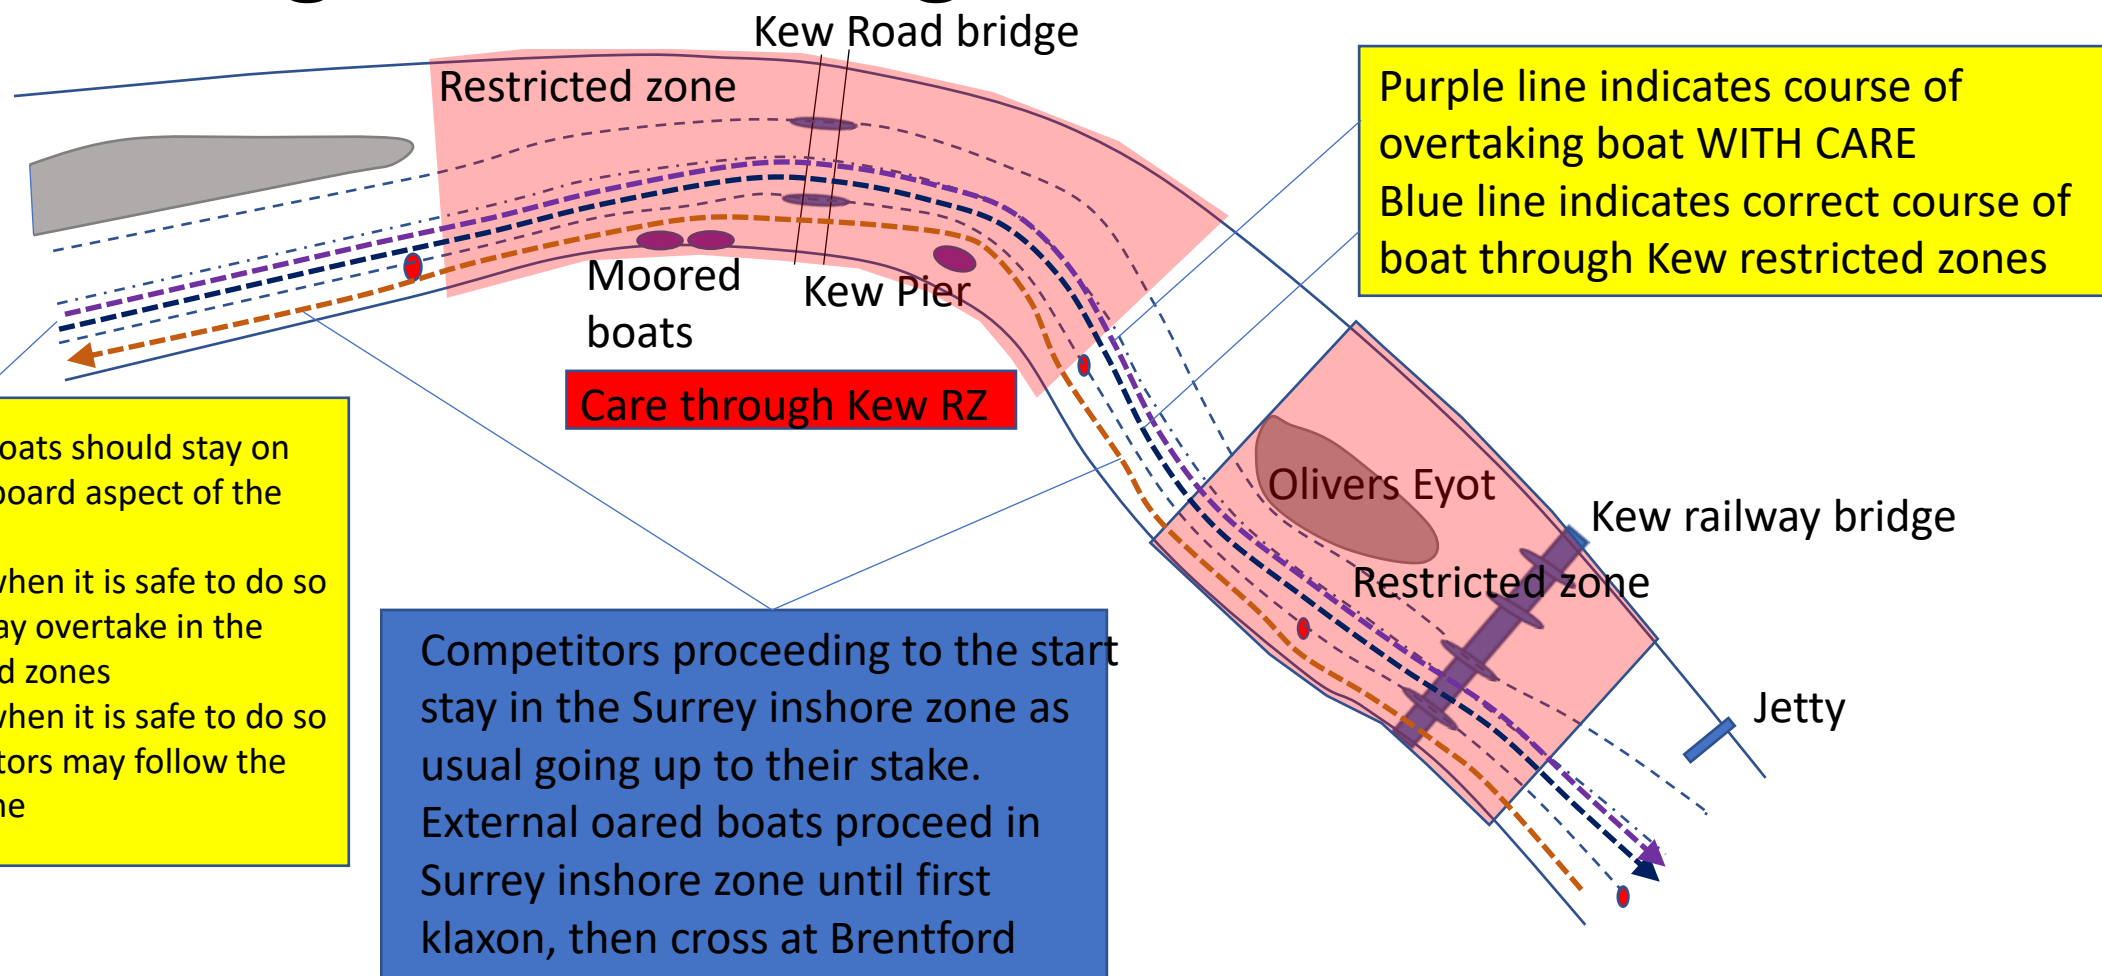 Kew Road bridge
Restricted zone
Purple line indicates course of
overtaking boat WITH CARE
Blue line indicates correct course of
boat through Kew restricted zones
Moored
boats
Kew Pier
Care through Kew RZ
oats should stay on
board aspect of the
when it is safe to do so
ay overtake in the
d zones
when it is safe to do so
tors may follow the
ne
Olivers Eyot
Kew railway bridge
Restricted zone
Jetty
Competitors proceeding to the start
stay in the Surrey inshore zone as
usual going up to their stake.
External oared boats proceed in
Surrey inshore zone until first
klaxon, then cross at Brentford